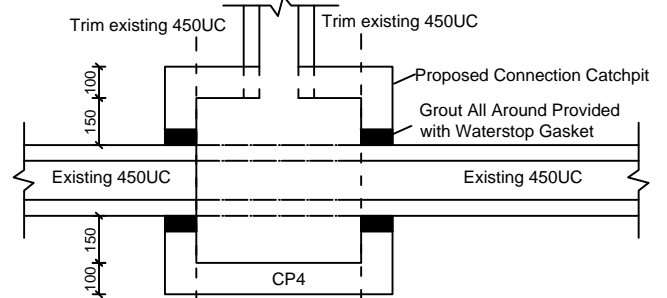 Trim existing 450UC
Trim existing 450UC
100
Proposed Connection Catchpit
150
Grout All Around Provided
with Waterstop Gasket
Existing 450UC
Existing 450UC
150
100
CP4